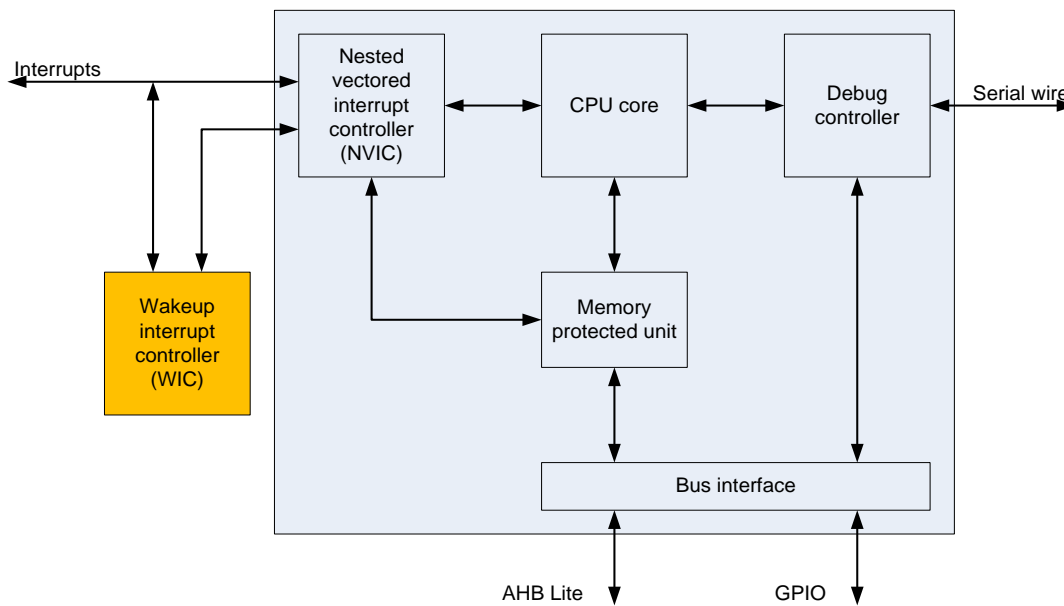 Interrupts
Nested
vectored
interrupt
controller
(NVIC)
CPU core
Debug
controller
Serial wire
Wakeup
interrupt
controller
(WIC)
Memory
protected unit
Bus interface
AHB Lite
GPIO